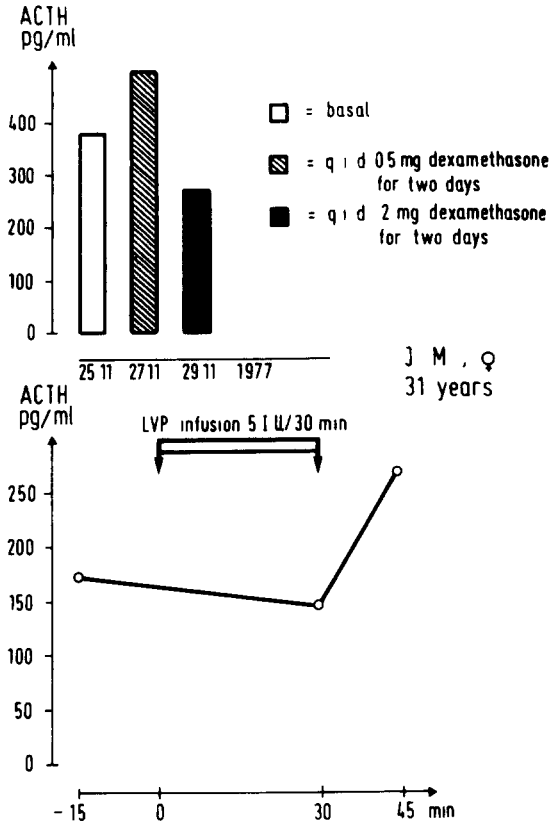 ACTH
pg/ml
400
300
200
100
0
= basal
= q i d 05 mg dexamethasone
for two days
= q i d 2 mg dexamethasone
for two days
25 11 27 11 29 11 1977
J M , ♀
31 years
ACTH
pg/ml
LVP infusion 5 I U/30 min
250
200
150
100
50
0
-15 0 30 45 min